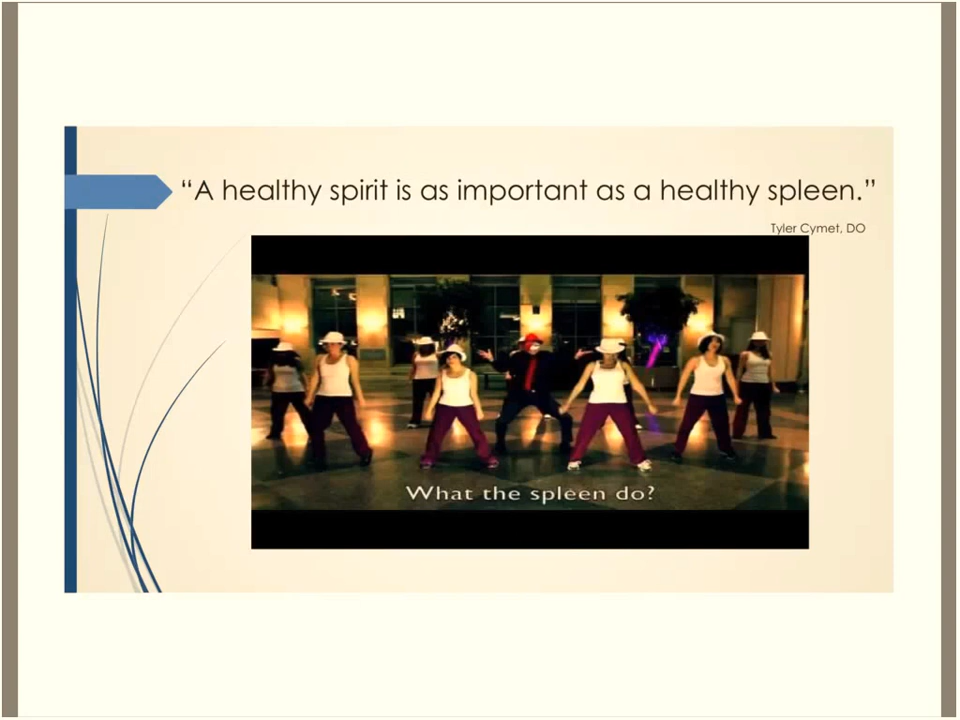 “A healthy spirit is as important as a healthy spleen.”
Tyler Cymet, DO
What the spleen do?